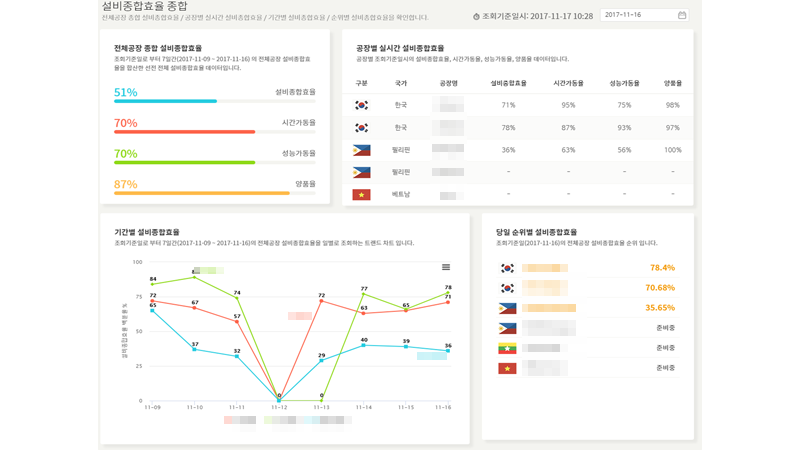 설비종합효율 종합
전체공장 종합 설비종합효율 / 공장별 실시간 설비종합효율 / 기간별 설비종합효율 / 순위별 설비종합효율을 확인합니다.
조회기준일시: 2017-11-17 10:28
2017-11-16
전체공장 종합 설비종합효율
조회기준일로 부터 7일간(2017-11-09 ~ 2017-11-16) 의 전체공장 설비종합효
율을 합산한 선전 전체 설비종합효율 데이터입니다.
51% 설비종합효율
70% 시간가동율
70% 성능가동율
87% 양품율
공장별 실시간 설비종합효율
공장별 조회기준일시의 설비종합효율, 시간가동율, 성능가동율, 양품율 데이터입니다.
구분 국가 공장명 설비종합효율 시간가동율 성능가동율 양품율
한국 71% 95% 75% 98%
한국 78% 87% 93% 97%
필리핀 36% 63% 56% 100%
필리핀 - - - -
베트남 - - - -
기간별 설비종합효율
조회기준일로 부터 7일간(2017-11-09 ~ 2017-11-16)의 전체공장 설비종합효율을 일별로 조회하는 트랜드 차트 입니다.
설비종합효율 백분율 %
100
75
50
25
0
84
72
65
67
37
74
57
32
0
72
29
0
77
63
40
66
39
78
71
36
11-09 11-10 11-11 11-12 11-13 11-14 11-15 11-16
당일 순위별 설비종합효율
조회기준일(2017-11-16)의 전체공장 설비종합효율 순위 입니다.
78.4%
70.68%
35.65%
준비중
준비중
준비중